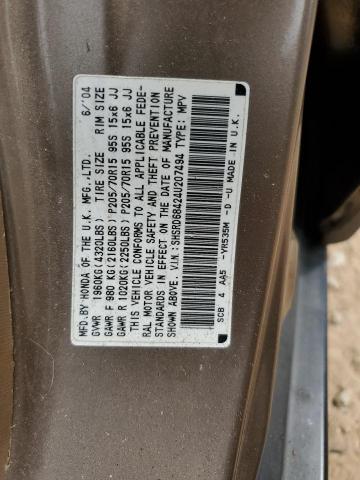 MFD.BY HONDA OF THE U.K. MFG.,LTD. 6/04
GVWR 1960KG(4320LBS) TIRE SIZE RIM SIZE
GAWR F 980 KG(2160LBS) P205/70R15 95S 15x6 JJ
GAWR R 1020KG(2250LBS) P205/70R15 95S 15x6 JJ
THIS VEHICLE CONFORMS TO ALL APPLICABLE FEDE-
RAL MOTOR VEHICLE SAFETY AND THEFT PREVENTION
STANDARDS IN EFFECT ON THE DATE OF MANUFACTURE
SHOWN ABOVE. VIN:SHSRD68424U207494 TYPE: MPV
SCB 4 AA5 -YR535M -D -U MADE IN U.K.